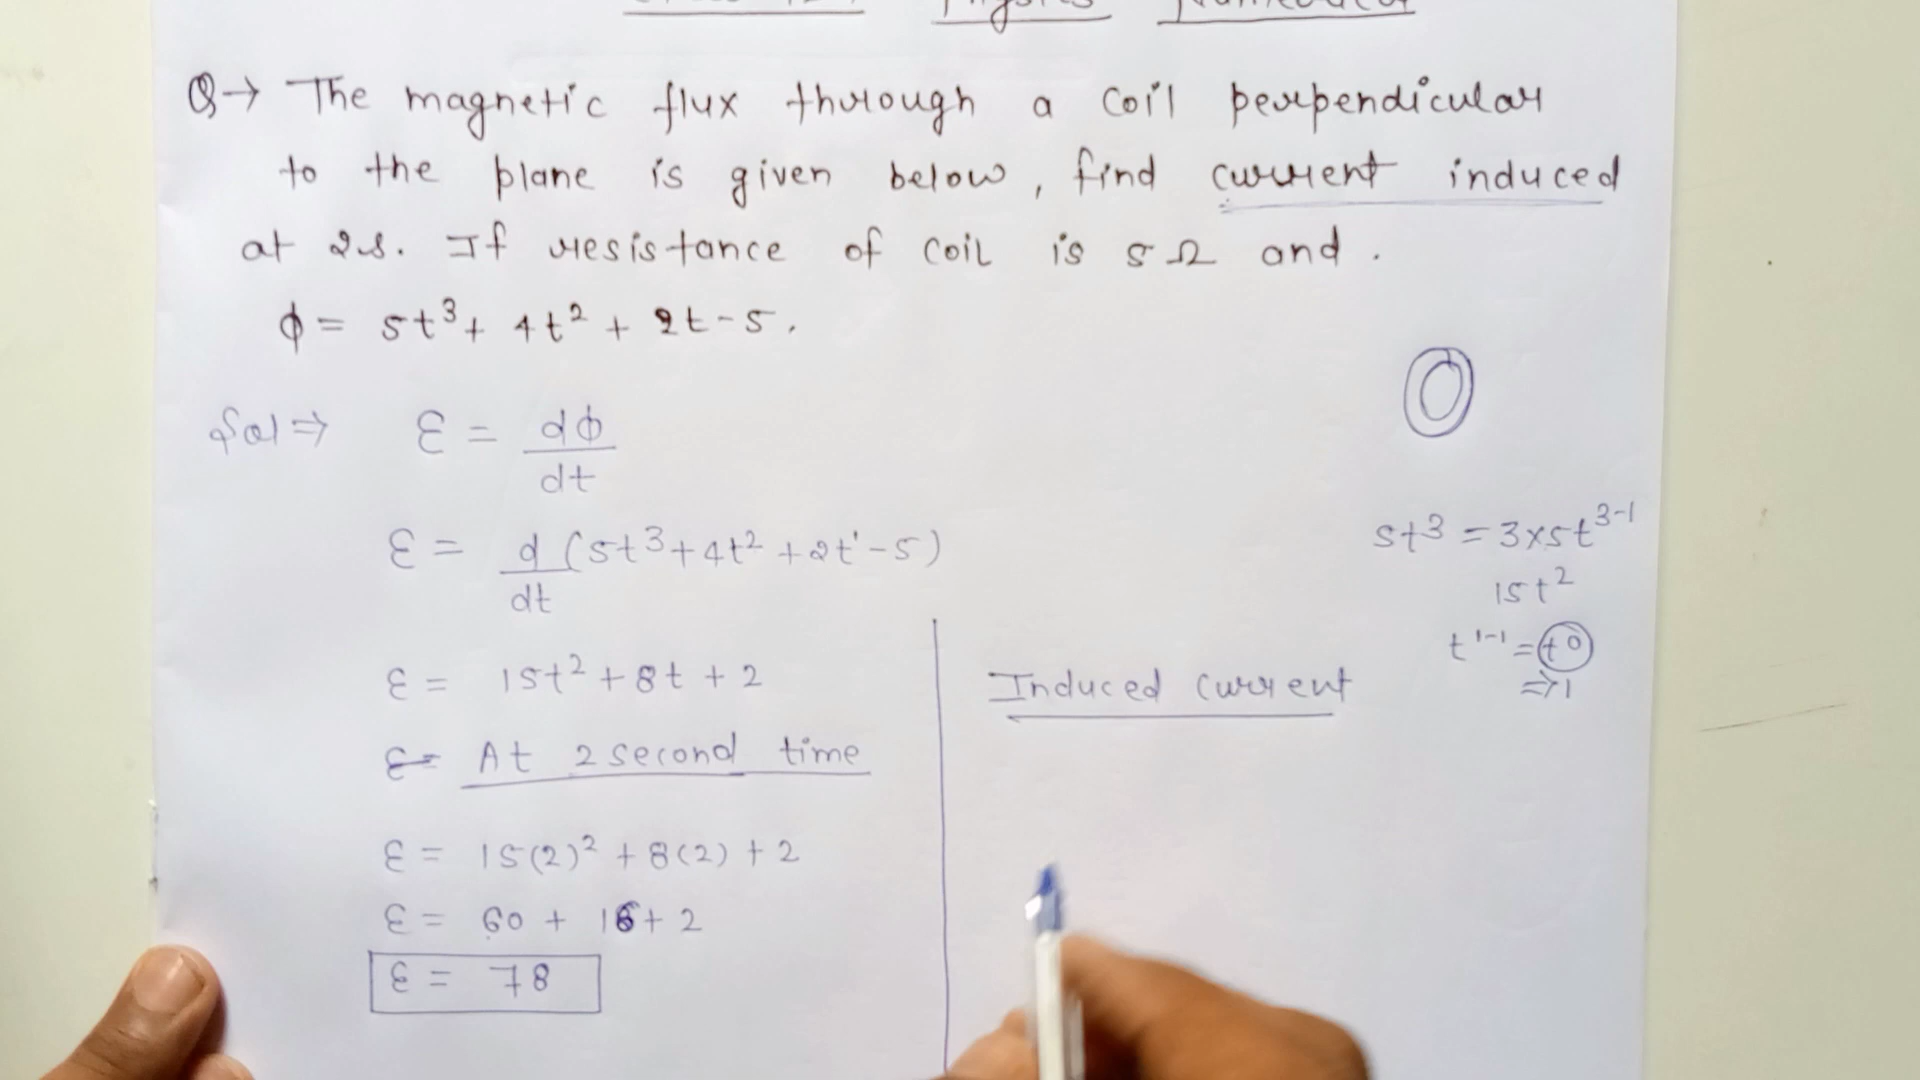 Physics Numerical
Q→ The magnetic flux through a coil perpendicular
to the plane is given below, find current induced
at 2s. If resistance of coil is 5Ω and .
ϕ = 5t³ + 4t² + 2t - 5.
Sol ⇒ ε = dϕ/dt
ε = d/dt (5t³ + 4t² + 2t¹ - 5)
ε = 15t² + 8t + 2
ε = At 2 second time
ε = 15(2)² + 8(2) + 2
ε = 60 + 16 + 2
ε = 78
Induced current
5t³ = 3×5t³⁻¹
15t²
t¹⁻¹ = t⁰
⇒ 1